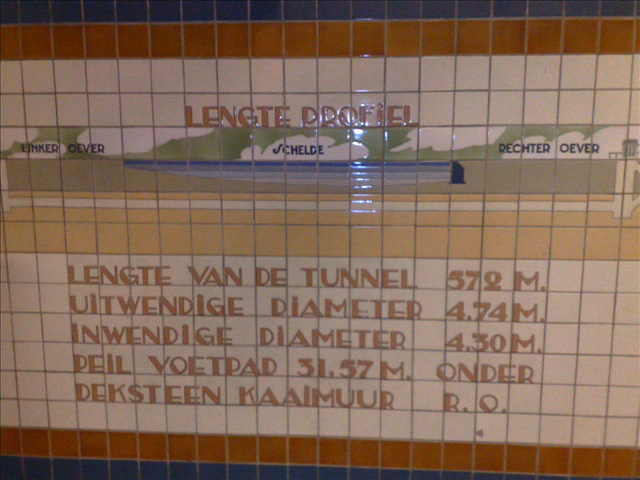 LENGTE PROFIEL
LINKER OEVER SCHELDE RECHTER OEVER
LENGTE VAN DE TUNNEL 572 M.
UITWENDIGE DIAMETER 4.74 M.
INWENDIGE DIAMETER 4.30 M.
PEIL VOETPAD 31.57 M. ONDER
DEKSTEEN KAAIMUUR R. O.